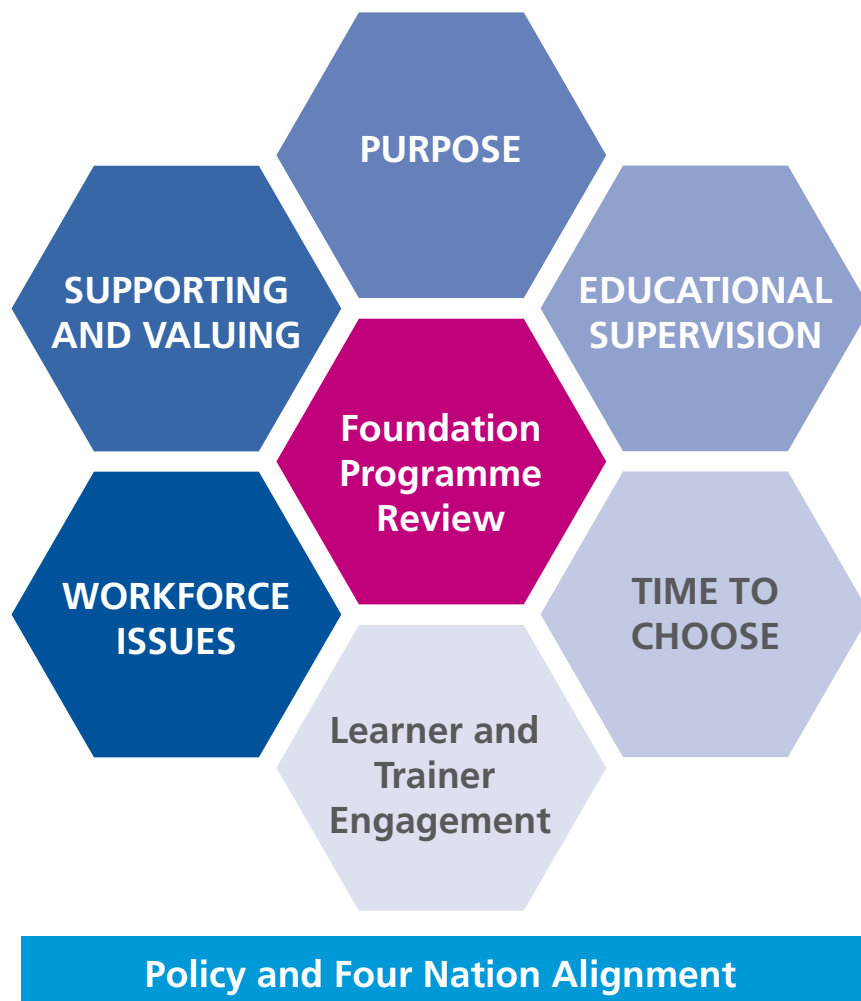 PURPOSE
SUPPORTING
AND VALUING
EDUCATIONAL
SUPERVISION
Foundation
Programme
Review
WORKFORCE
ISSUES
TIME TO
CHOOSE
Learner and
Trainer
Engagement
Policy and Four Nation Alignment